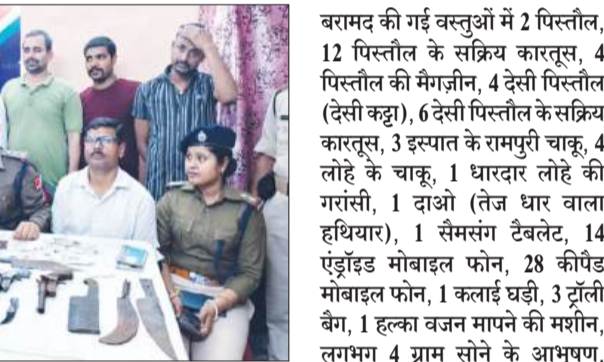 बरामद की गई वस्तुओं में 2 पिस्तौल,
12 पिस्तौल के सक्रिय कारतूस, 4
पिस्तौल की मैगज़ीन, 4 देसी पिस्तौल
(देसी कट्टा), 6 देसी पिस्तौल के सक्रिय
कारतूस, 3 इस्पात के रामपुरी चाकू, 4
लोहे के चाकू, 1 धारदार लोहे की
गरांसी, 1 दाओ (तेज धार वाला
हथियार), 1 सैमसंग टैबलेट, 14
एंड्रॉइड मोबाइल फोन, 28 कीपैड
मोबाइल फोन, 1 कलाई घड़ी, 3 ट्रॉली
बैग, 1 हल्का वजन मापने की मशीन,
लगभग 4 ग्राम सोने के आभूषण,